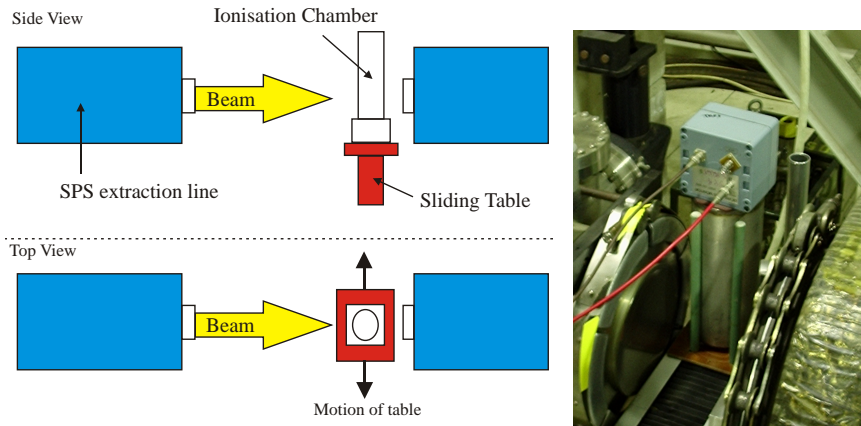 Side View
Ionisation Chamber
Beam
SPS extraction line
Sliding Table
Top View
Beam
Motion of table